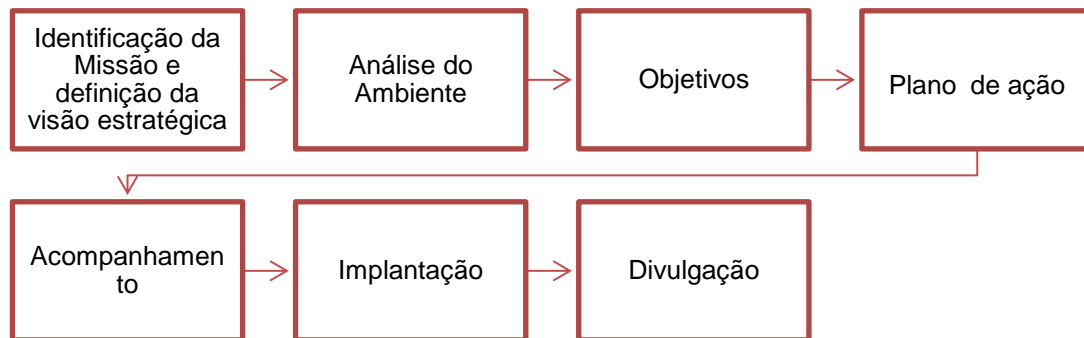 Identificação da
Missão e
definição da
visão estratégica
Análise do
Ambiente
Objetivos
Plano  de ação
Acompanhamen
to
Implantação
Divulgação